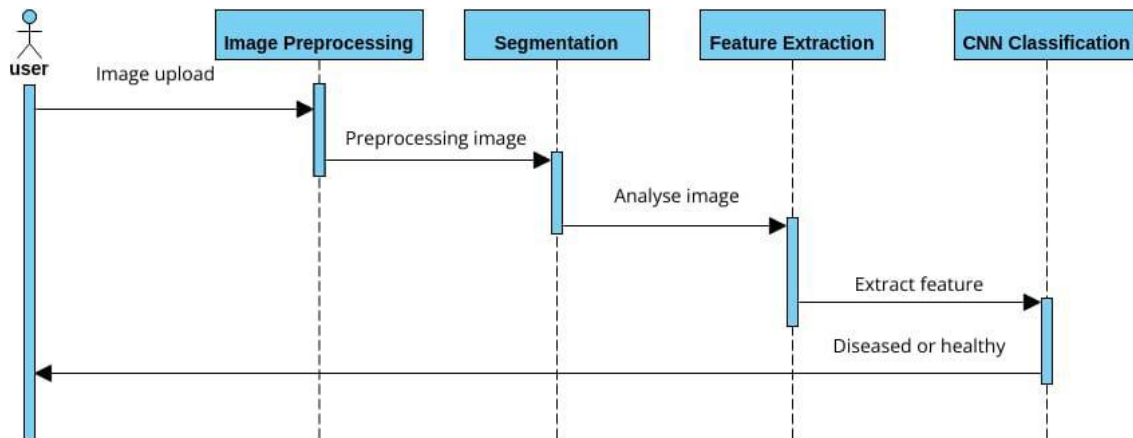 Image Preprocessing
Segmentation
Feature Extraction
CNN Classification
user
Image upload
Preprocessing image
Analyse image
Extract feature
Diseased or healthy